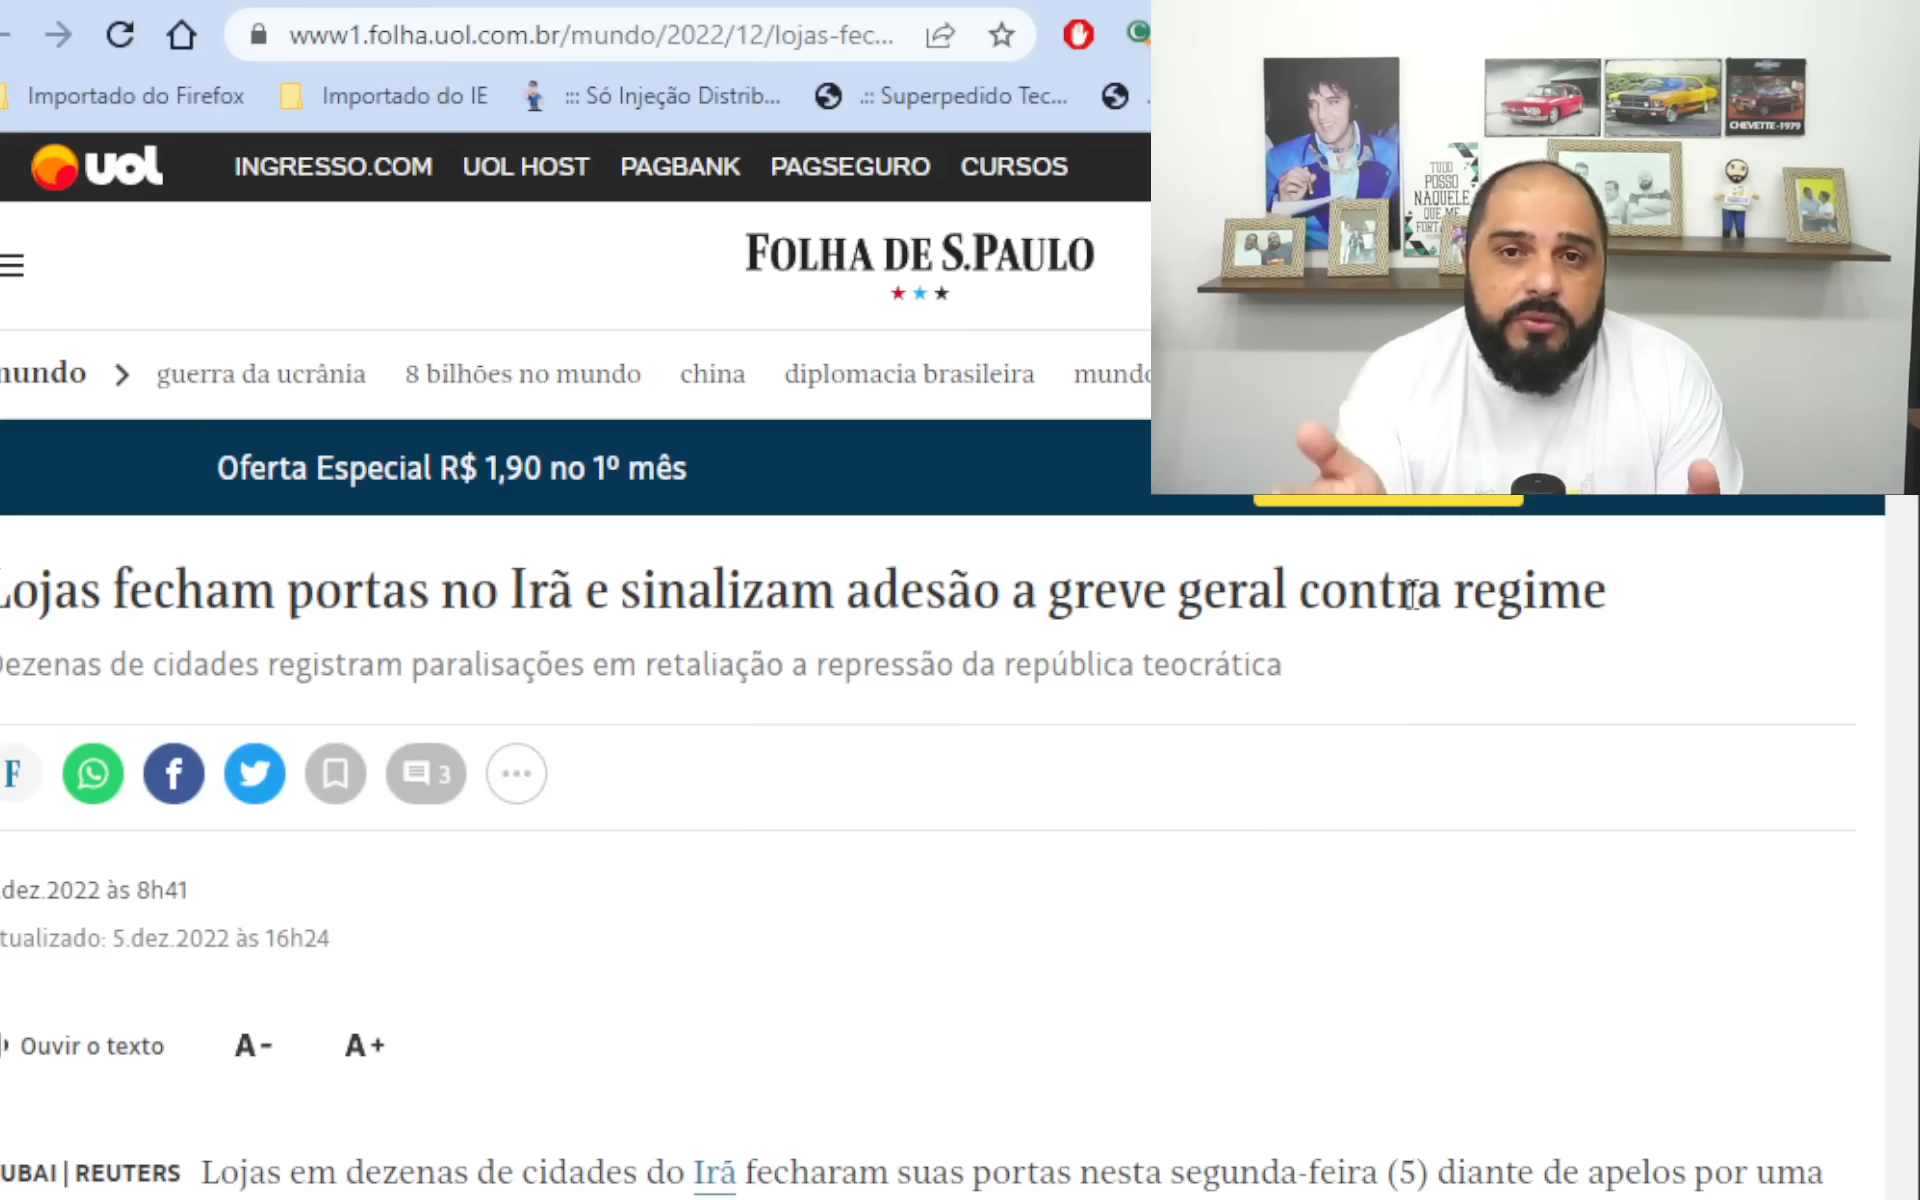 www1.folha.uol.com.br/mundo/2022/12/lojas-fec...
Importado do Firefox
Importado do IE
::: Só Injeção Distrib...
.:: Superpedido Tec...
uol
INGRESSO.COM
UOL HOST
PAGBANK
PAGSEGURO
CURSOS
FOLHA DE S.PAULO
mundo
guerra da ucrânia
8 bilhões no mundo
china
diplomacia brasileira
CHEVETTE-1979
TUDO
POSSO
NAQUELE
QUE ME
Oferta Especial R$ 1,90 no 1º mês
Lojas fecham portas no Irã e sinalizam adesão a greve geral contra regime
Dezenas de cidades registram paralisações em retaliação a repressão da república teocrática
F
3
dez.2022 às 8h41
tualizado: 5.dez.2022 às 16h24
Ouvir o texto
A-
A+
UBAI | REUTERS Lojas em dezenas de cidades do Irã fecharam suas portas nesta segunda-feira (5) diante de apelos por uma